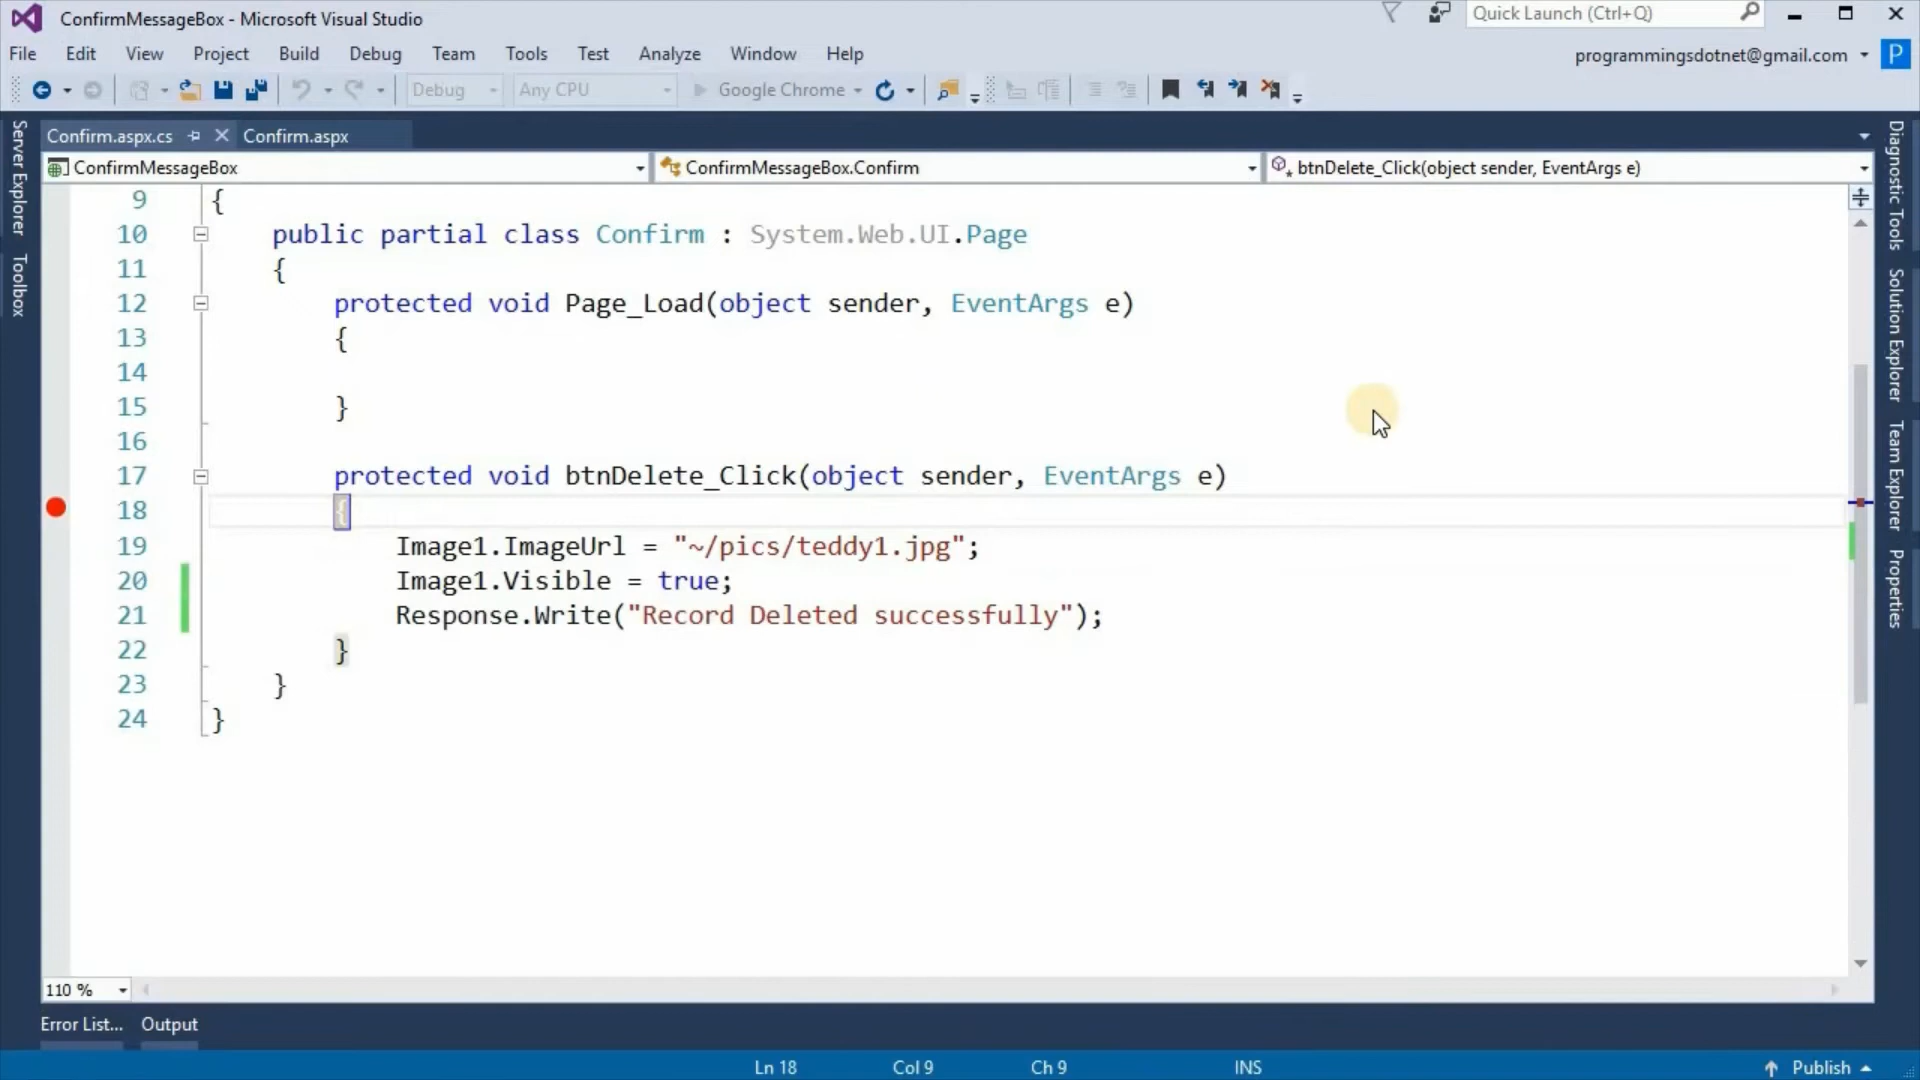 ConfirmMessageBox - Microsoft Visual Studio
Quick Launch (Ctrl+Q)
File Edit View Project Build Debug Team Tools Test Analyze Window Help
programmingsdotnet@gmail.com P
Debug Any CPU Google Chrome
Server Explorer
Toolbox
Confirm.aspx.cs Confirm.aspx
ConfirmMessageBox ConfirmMessageBox.Confirm btnDelete_Click(object sender, EventArgs e)
9 {
10 public partial class Confirm : System.Web.UI.Page
11 {
12 protected void Page_Load(object sender, EventArgs e)
13 {
14
15 }
16
17 protected void btnDelete_Click(object sender, EventArgs e)
18 {
19 Image1.ImageUrl = "~/pics/teddy1.jpg";
20 Image1.Visible = true;
21 Response.Write("Record Deleted successfully");
22 }
23 }
24 }
Diagnostic Tools
Solution Explorer
Team Explorer
Properties
110 %
Error List... Output
Ln 18 Col 9 Ch 9 INS Publish